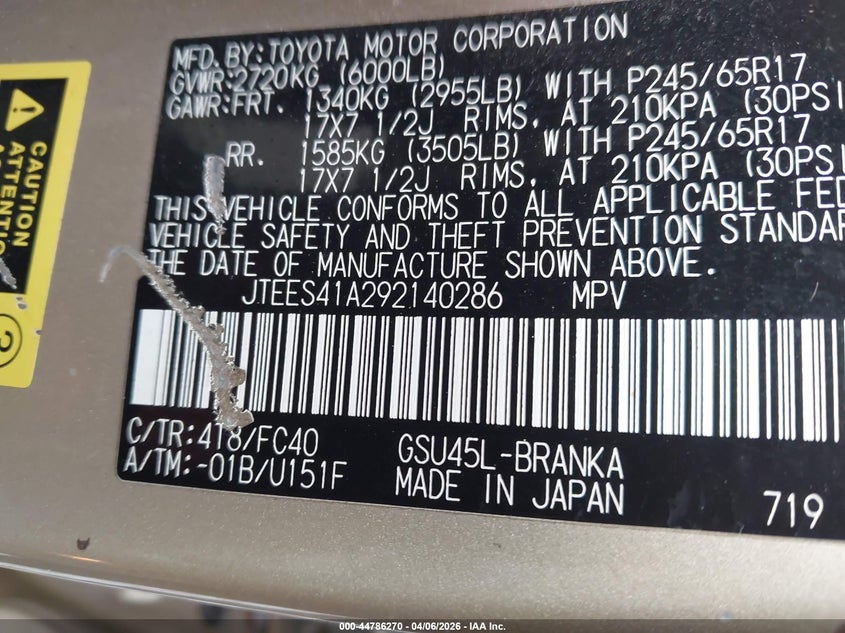 MFD. BY: TOYOTA MOTOR CORPORATION
GVWR: 2720KG (6000LB)
GAWR: FRT. 1340KG (2955LB) WITH P245/65R17
17X7 1/2J RIMS, AT 210KPA (30PSI
RR. 1585KG (3505LB) WITH P245/65R17
17X7 1/2J RIMS, AT 210KPA (30PSI
THIS VEHICLE CONFORMS TO ALL APPLICABLE FED
VEHICLE SAFETY AND THEFT PREVENTION STANDAR
THE DATE OF MANUFACTURE SHOWN ABOVE.
JTEES41A292140286 MPV
C/TR: 4T8/FC40 GSU45L-BRANKA
A/TM: -01B/U151F MADE IN JAPAN
719
CAUTION
ATTENTIO
2
000-44786270 - 04/06/2026 - IAA Inc.